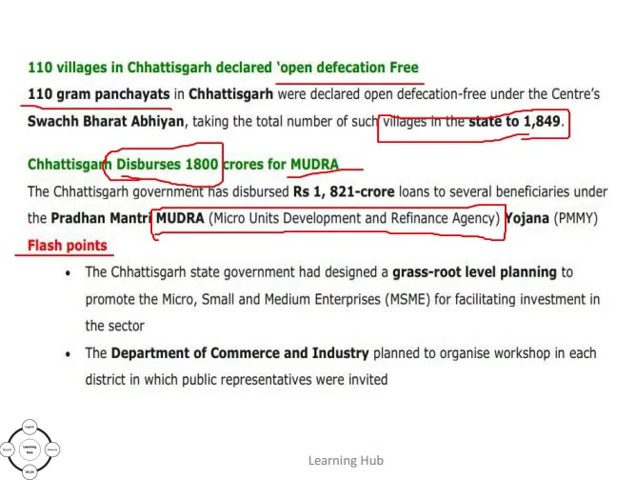 110 villages in Chhattisgarh declared ‘open defecation Free
110 gram panchayats in Chhattisgarh were declared open defecation-free under the Centre’s
Swachh Bharat Abhiyan, taking the total number of such villages in the state to 1,849.
Chhattisgarh Disburses 1800 crores for MUDRA
The Chhattisgarh government has disbursed Rs 1, 821-crore loans to several beneficiaries under
the Pradhan Mantri MUDRA (Micro Units Development and Refinance Agency) Yojana (PMMY)
Flash points
• The Chhattisgarh state government had designed a grass-root level planning to
promote the Micro, Small and Medium Enterprises (MSME) for facilitating investment in
the sector
• The Department of Commerce and Industry planned to organise workshop in each
district in which public representatives were invited
English
Learning
Hub
Learning Hub